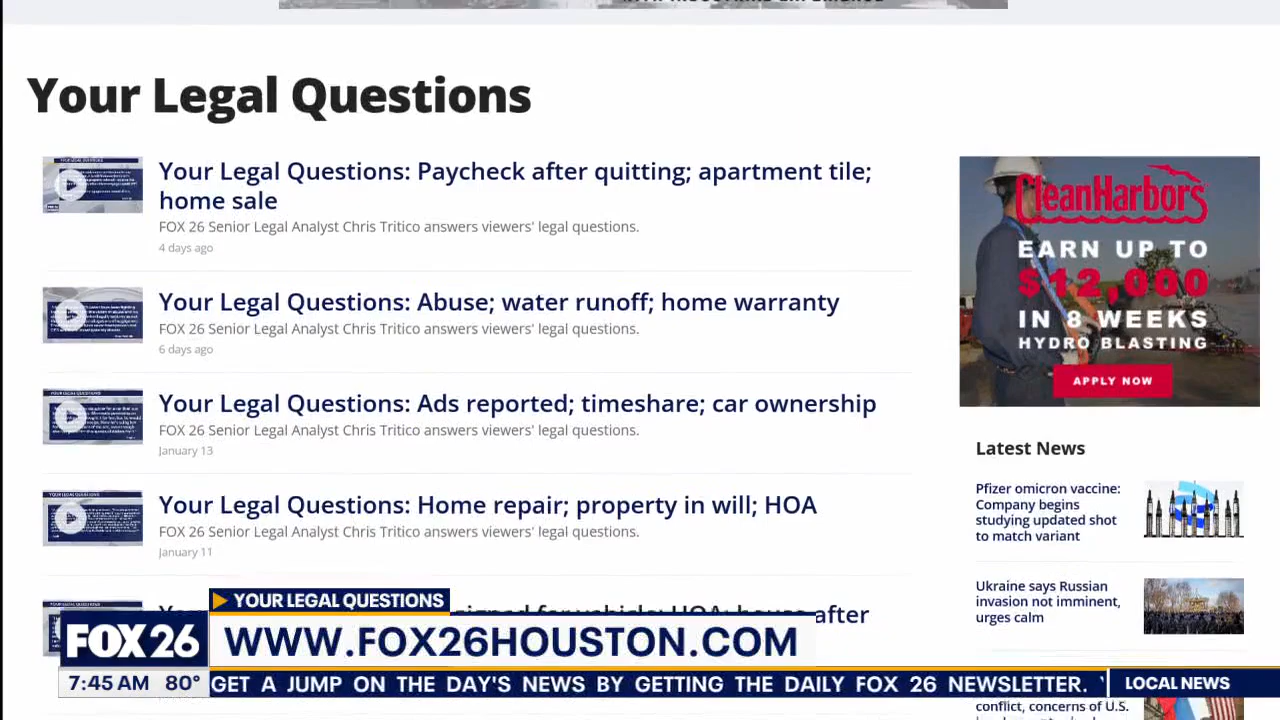 Your Legal Questions
Your Legal Questions: Paycheck after quitting; apartment tile;
home sale
FOX 26 Senior Legal Analyst Chris Tritico answers viewers' legal questions.
4 days ago
Your Legal Questions: Abuse; water runoff; home warranty
FOX 26 Senior Legal Analyst Chris Tritico answers viewers' legal questions.
6 days ago
Your Legal Questions: Ads reported; timeshare; car ownership
FOX 26 Senior Legal Analyst Chris Tritico answers viewers' legal questions.
January 13
Your Legal Questions: Home repair; property in will; HOA
FOX 26 Senior Legal Analyst Chris Tritico answers viewers' legal questions.
January 11
after
CleanHarbors
EARN UP TO
$12,000
IN 8 WEEKS
HYDRO BLASTING
APPLY NOW
Latest News
Pfizer omicron vaccine:
Company begins
studying updated shot
to match variant
Ukraine says Russian
invasion not imminent,
urges calm
conflict, concerns of U.S.
YOUR LEGAL QUESTIONS
FOX 26
WWW.FOX26HOUSTON.COM
7:45 AM 80°
GET A JUMP ON THE DAY'S NEWS BY GETTING THE DAILY FOX 26 NEWSLETTER.
LOCAL NEWS